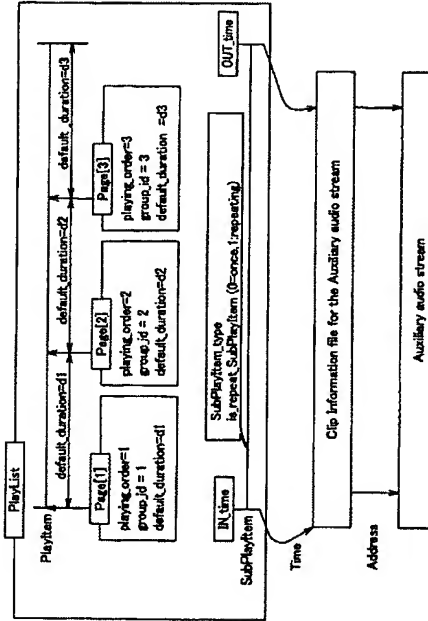 PlayList
PlayItem
default_duration=d1
default_duration=d2
default_duration=d3
Page[1]
playing_order=1
group_id = 1
default_duration=d1
Page[2]
playing_order=2
group_id = 2
default_duration=d2
Page[3]
playing_order=3
group_id = 3
default_duration =d3
SubPlayItem_type
is_repeat_SubPlayItem (0=once,1:repeating)
IN_time
OUT_time
SubPlayItem
Time
Clip information file for the Auxiliary audio stream
Address
Auxiliary audio stream